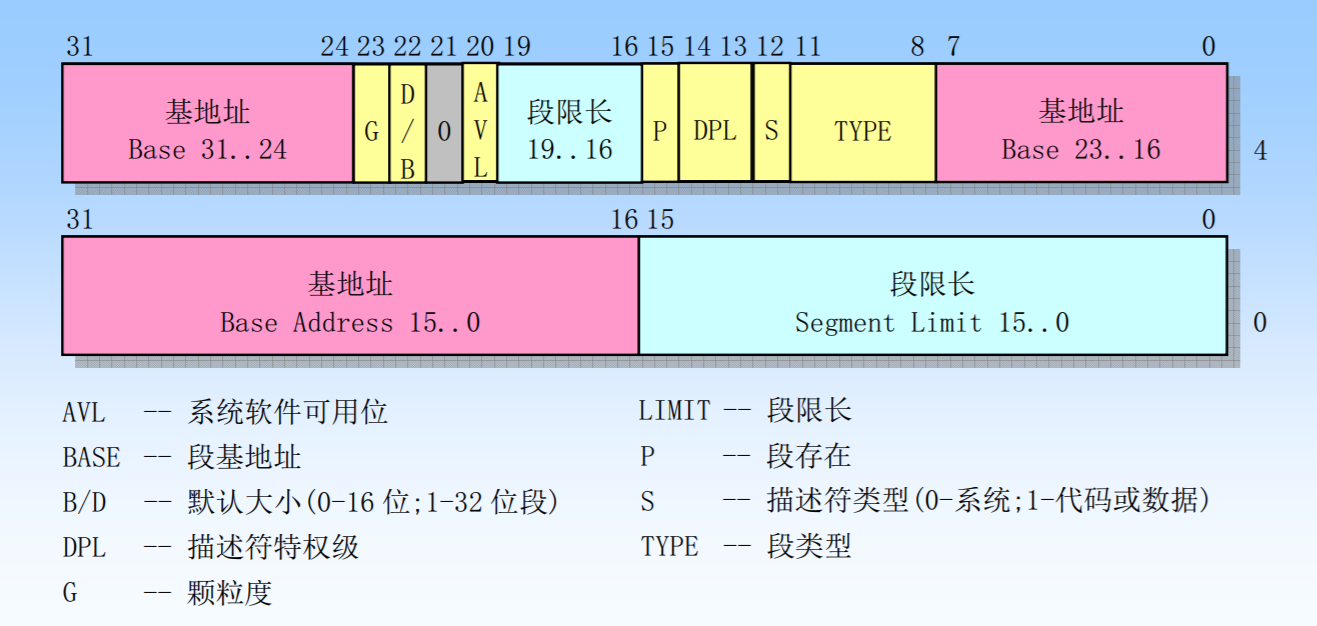 31 24 23 22 21 20 19 16 15 14 13 12 11 8 7 0
基地址 Base 31..24 G D/B 0 AVL 段限长 19..16 P DPL S TYPE 基地址 Base 23..16 4
31 16 15 0
基地址 段限长
Base Address 15..0 Segment Limit 15..0 0
AVL -- 系统软件可用位 LIMIT -- 段限长
BASE -- 段基地址 P -- 段存在
B/D -- 默认大小(0-16 位;1-32 位段) S -- 描述符类型(0-系统;1-代码或数据)
DPL -- 描述符特权级 TYPE -- 段类型
G -- 颗粒度